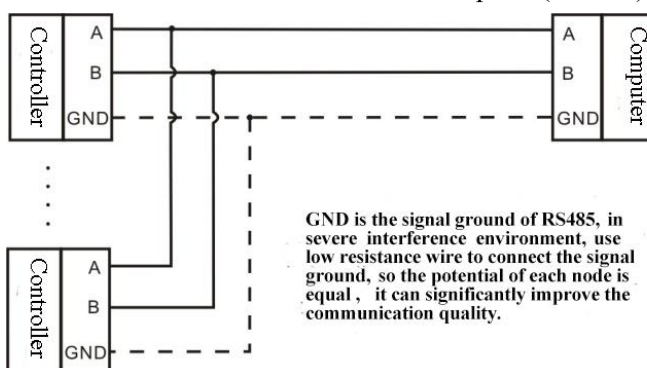 Controller
A
B
GND
A
B
GND
Computer
Controller
A
B
GND
GND is the signal ground of RS485, in
severe interference environment, use
low resistance wire to connect the signal
ground, so the potential of each node is
equal , it can significantly improve the
communication quality.